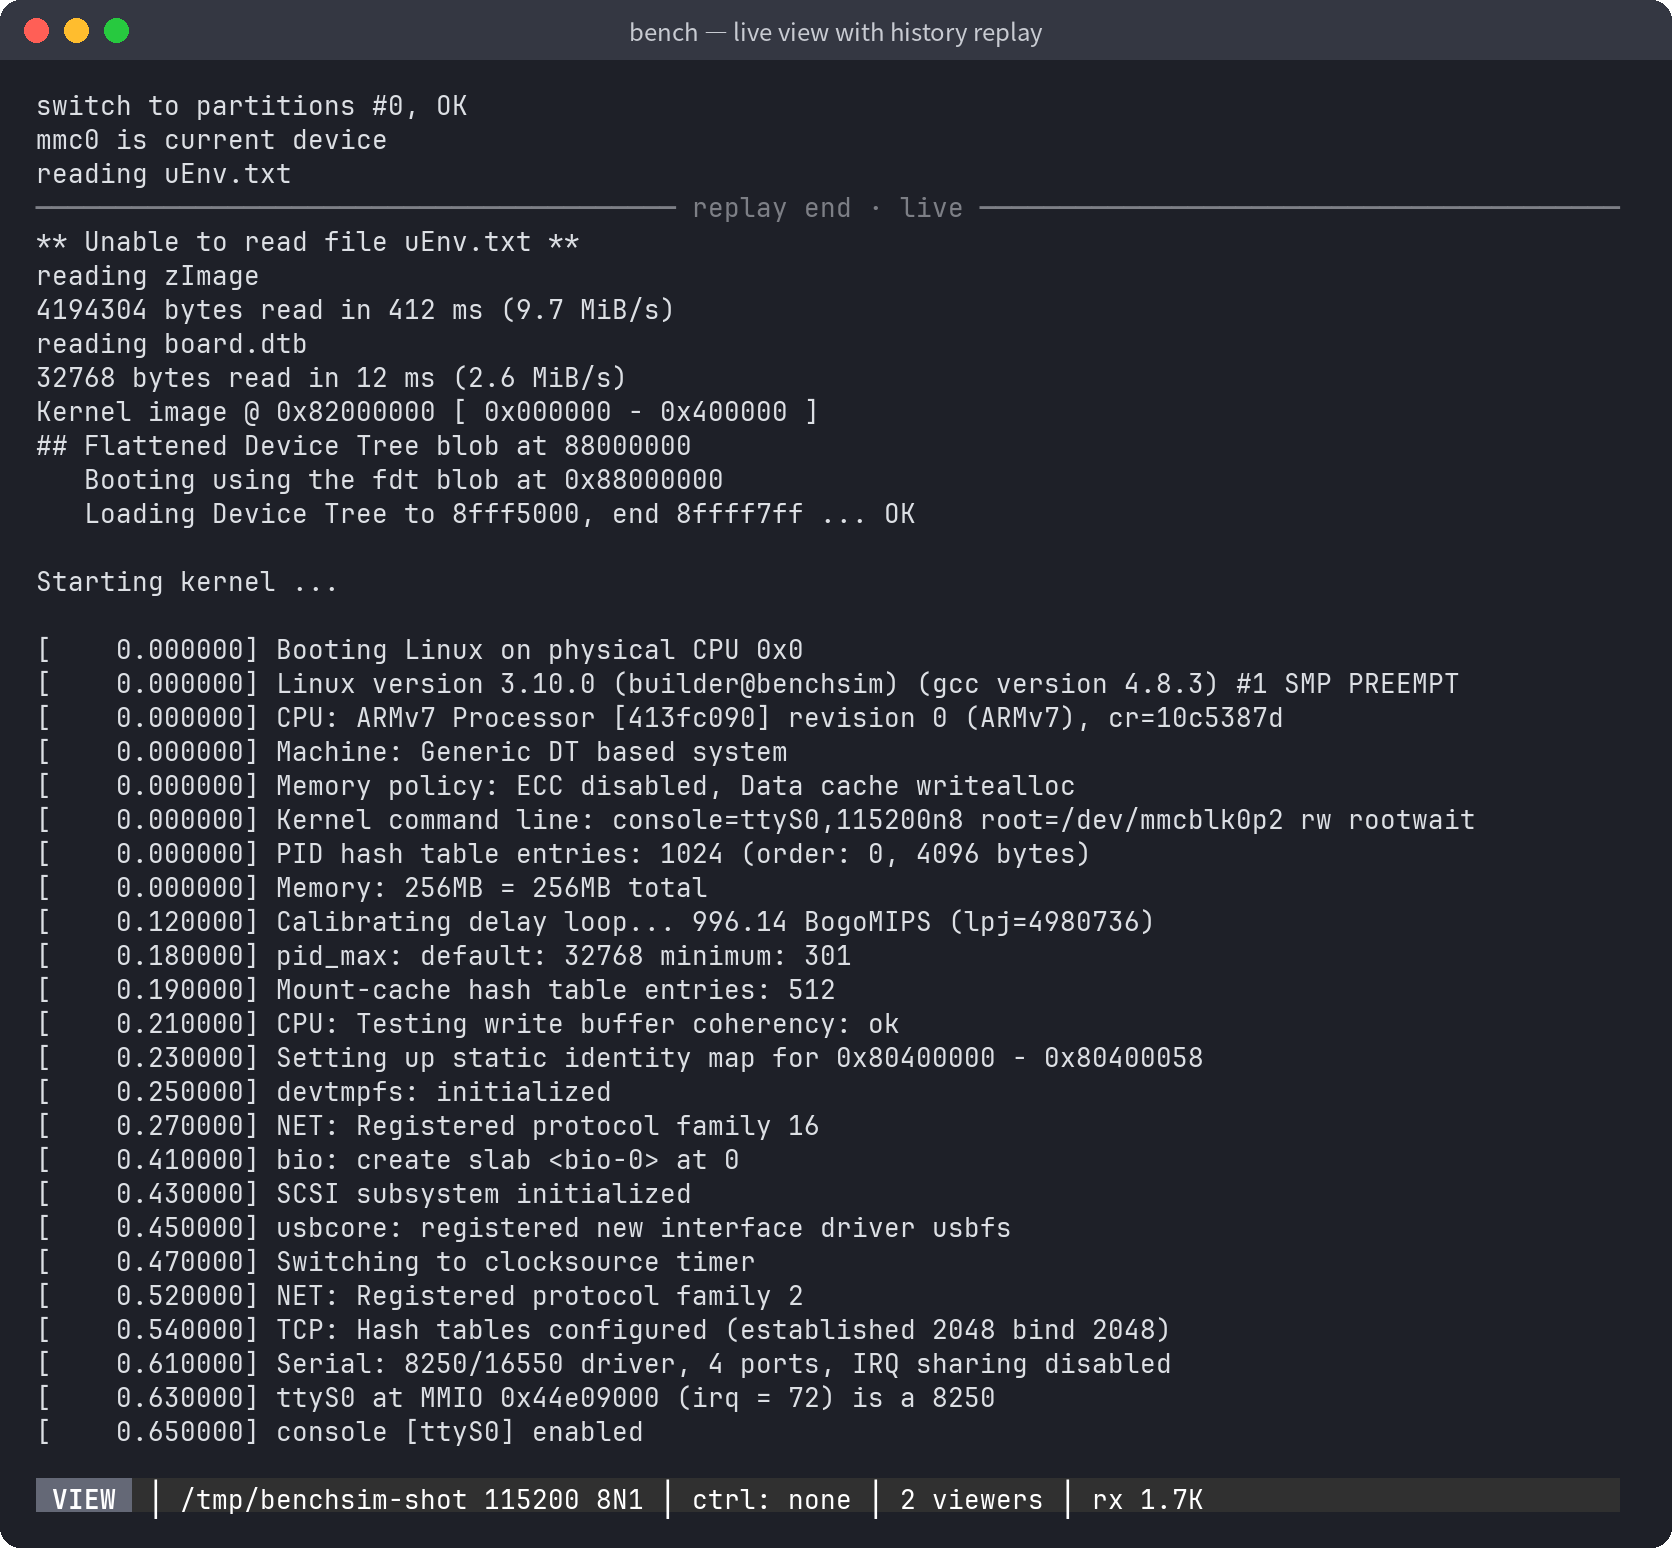 bench — live view with history replay
switch to partitions #0, OK
mmc0 is current device
reading uEnv.txt
replay end · live
** Unable to read file uEnv.txt **
reading zImage
4194304 bytes read in 412 ms (9.7 MiB/s)
reading board.dtb
32768 bytes read in 12 ms (2.6 MiB/s)
Kernel image @ 0x82000000 [ 0x000000 - 0x400000 ]
## Flattened Device Tree blob at 88000000
   Booting using the fdt blob at 0x88000000
   Loading Device Tree to 8fff5000, end 8ffff7ff ... OK
Starting kernel ...
[    0.000000] Booting Linux on physical CPU 0x0
[    0.000000] Linux version 3.10.0 (builder@benchsim) (gcc version 4.8.3) #1 SMP PREEMPT
[    0.000000] CPU: ARMv7 Processor [413fc090] revision 0 (ARMv7), cr=10c5387d
[    0.000000] Machine: Generic DT based system
[    0.000000] Memory policy: ECC disabled, Data cache writealloc
[    0.000000] Kernel command line: console=ttyS0,115200n8 root=/dev/mmcblk0p2 rw rootwait
[    0.000000] PID hash table entries: 1024 (order: 0, 4096 bytes)
[    0.000000] Memory: 256MB = 256MB total
[    0.120000] Calibrating delay loop... 996.14 BogoMIPS (lpj=4980736)
[    0.180000] pid_max: default: 32768 minimum: 301
[    0.190000] Mount-cache hash table entries: 512
[    0.210000] CPU: Testing write buffer coherency: ok
[    0.230000] Setting up static identity map for 0x80400000 - 0x80400058
[    0.250000] devtmpfs: initialized
[    0.270000] NET: Registered protocol family 16
[    0.410000] bio: create slab <bio-0> at 0
[    0.430000] SCSI subsystem initialized
[    0.450000] usbcore: registered new interface driver usbfs
[    0.470000] Switching to clocksource timer
[    0.520000] NET: Registered protocol family 2
[    0.540000] TCP: Hash tables configured (established 2048 bind 2048)
[    0.610000] Serial: 8250/16550 driver, 4 ports, IRQ sharing disabled
[    0.630000] ttyS0 at MMIO 0x44e09000 (irq = 72) is a 8250
[    0.650000] console [ttyS0] enabled
VIEW │ /tmp/benchsim-shot 115200 8N1 │ ctrl: none │ 2 viewers │ rx 1.7K